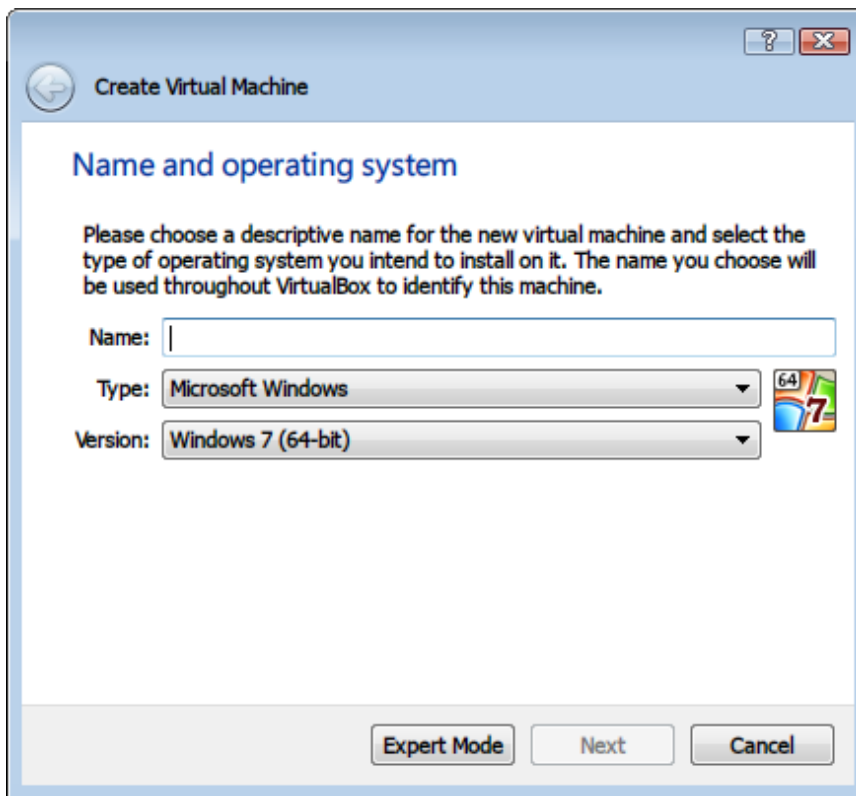 ?
Create Virtual Machine
Name and operating system
Please choose a descriptive name for the new virtual machine and select the
type of operating system you intend to install on it. The name you choose will
be used throughout VirtualBox to identify this machine.
Name:
Type: Microsoft Windows
64
7
Version: Windows 7 (64-bit)
Expert Mode Next Cancel